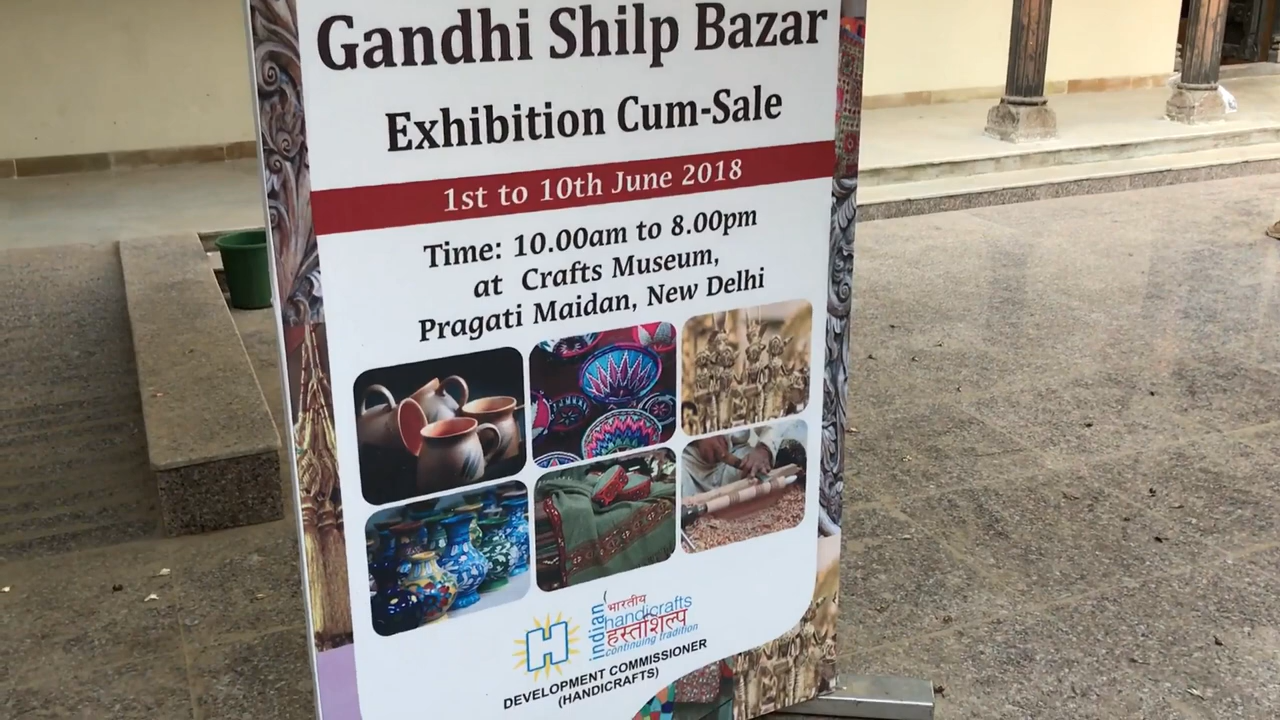 Gandhi Shilp Bazar
Exhibition Cum-Sale
1st to 10th June 2018
Time: 10.00am to 8.00pm
at Crafts Museum,
Pragati Maidan, New Delhi
indian
भारतीय
handicrafts
हस्तशिल्प
continuing tradition
DEVELOPMENT COMMISSIONER
(HANDICRAFTS)